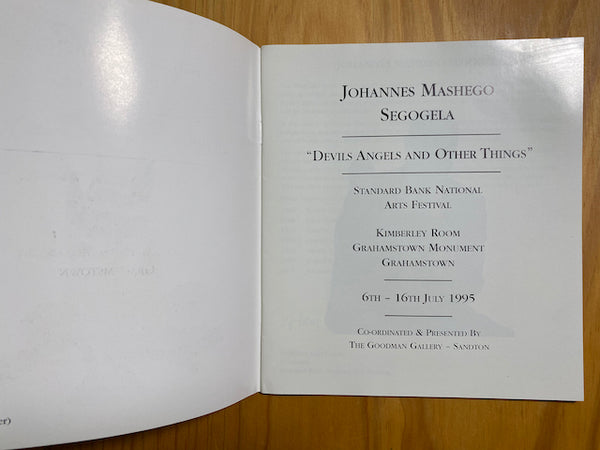 JOHANNES MASHEGO
SEGOGELA
"DEVILS ANGELS AND OTHER THINGS"
STANDARD BANK NATIONAL
ARTS FESTIVAL
KIMBERLEY ROOM
GRAHAMSTOWN MONUMENT
GRAHAMSTOWN
6TH – 16TH JULY 1995
CO-ORDINATED & PRESENTED BY
THE GOODMAN GALLERY – SANDTON